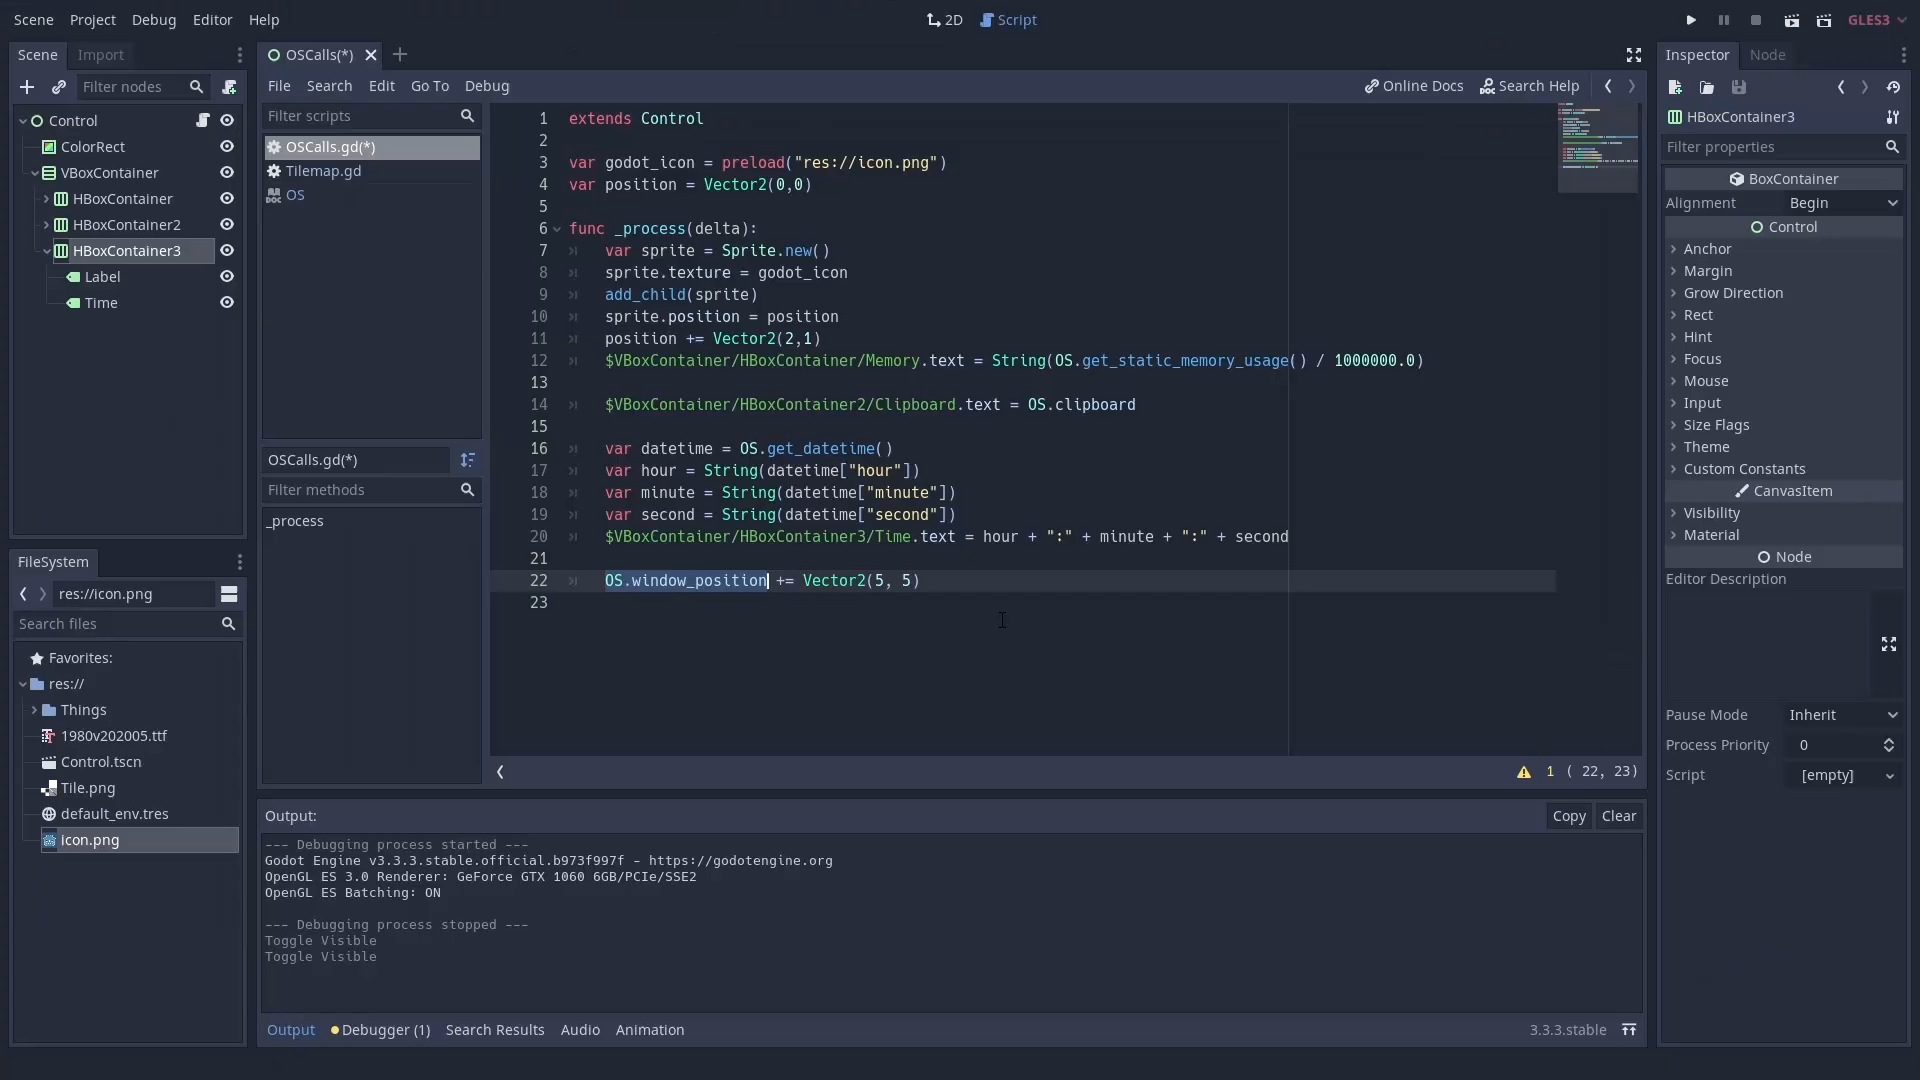 Scene Project Debug Editor Help
2D Script
GLES3
Scene Import
Filter nodes
Control
ColorRect
VBoxContainer
HBoxContainer
HBoxContainer2
HBoxContainer3
Label
Time
FileSystem
res://icon.png
Search files
Favorites:
res://
Things
1980v202005.ttf
Control.tscn
Tile.png
default_env.tres
icon.png
OSCalls(*)
File Search Edit Go To Debug
Online Docs Search Help
Filter scripts
OSCalls.gd(*)
Tilemap.gd
DOC OS
OSCalls.gd(*)
Filter methods
_process
1 extends Control
2
3 var godot_icon = preload("res://icon.png")
4 var position = Vector2(0,0)
5
6 func _process(delta):
7 var sprite = Sprite.new()
8 sprite.texture = godot_icon
9 add_child(sprite)
10 sprite.position = position
11 position += Vector2(2,1)
12 $VBoxContainer/HBoxContainer/Memory.text = String(OS.get_static_memory_usage() / 1000000.0)
13
14 $VBoxContainer/HBoxContainer2/Clipboard.text = OS.clipboard
15
16 var datetime = OS.get_datetime()
17 var hour = String(datetime["hour"])
18 var minute = String(datetime["minute"])
19 var second = String(datetime["second"])
20 $VBoxContainer/HBoxContainer3/Time.text = hour + ":" + minute + ":" + second
21
22 OS.window_position += Vector2(5, 5)
23
1 ( 22, 23)
Output:
Copy Clear
--- Debugging process started ---
Godot Engine v3.3.3.stable.official.b973f997f - https://godotengine.org
OpenGL ES 3.0 Renderer: GeForce GTX 1060 6GB/PCIe/SSE2
OpenGL ES Batching: ON
--- Debugging process stopped ---
Toggle Visible
Toggle Visible
Output Debugger (1) Search Results Audio Animation
3.3.3.stable
Inspector Node
HBoxContainer3
Filter properties
BoxContainer
Alignment Begin
Control
Anchor
Margin
Grow Direction
Rect
Hint
Focus
Mouse
Input
Size Flags
Theme
Custom Constants
CanvasItem
Visibility
Material
Node
Editor Description
Pause Mode Inherit
Process Priority 0
Script [empty]